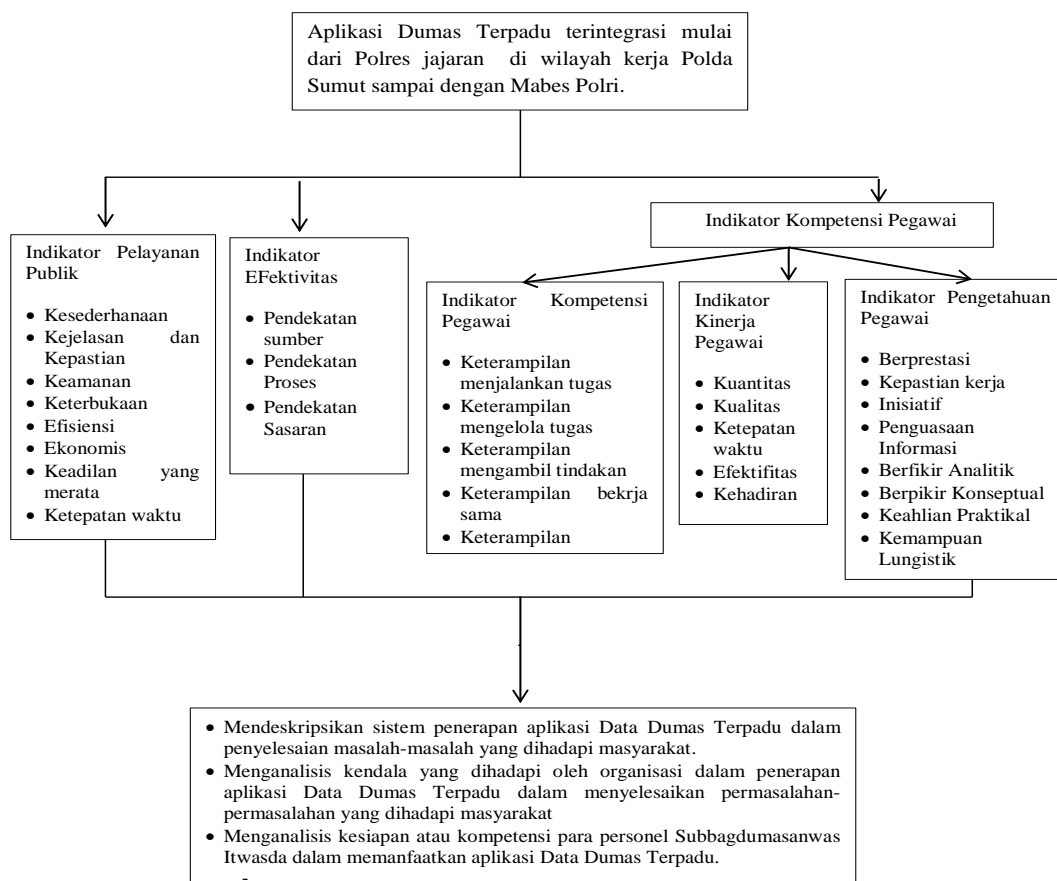 Aplikasi Dumas Terpadu terintegrasi mulai
dari Polres jajaran di wilayah kerja Polda
Sumut sampai dengan Mabes Polri.
Indikator Kompetensi Pegawai
Indikator Pelayanan
Publik
• Kesederhanaan
• Kejelasan dan
Kepastian
• Keamanan
• Keterbukaan
• Efisiensi
• Ekonomis
• Keadilan yang
merata
• Ketepatan waktu
Indikator
EFektivitas
• Pendekatan
sumber
• Pendekatan
Proses
• Pendekatan
Sasaran
Indikator Kompetensi
Pegawai
• Keterampilan
menjalankan tugas
• Keterampilan
mengelola tugas
• Keterampilan
mengambil tindakan
• Keterampilan bekrja
sama
• Keterampilan
Indikator
Kinerja
Pegawai
• Kuantitas
• Kualitas
• Ketepatan
waktu
• Efektifitas
• Kehadiran
Indikator Pengetahuan
Pegawai
• Berprestasi
• Kepastian kerja
• Inisiatif
• Penguasaan
Informasi
• Berfikir Analitik
• Berpikir Konseptual
• Keahlian Praktikal
• Kemampuan
Lungistik
• Mendeskripsikan sistem penerapan aplikasi Data Dumas Terpadu dalam
penyelesaian masalah-masalah yang dihadapi masyarakat.
• Menganalisis kendala yang dihadapi oleh organisasi dalam penerapan
aplikasi Data Dumas Terpadu dalam menyelesaikan permasalahan-
permasalahan yang dihadapi masyarakat
• Menganalisis kesiapan atau kompetensi para personel Subbagdumasanwas
Itwasda dalam memanfaatkan aplikasi Data Dumas Terpadu.